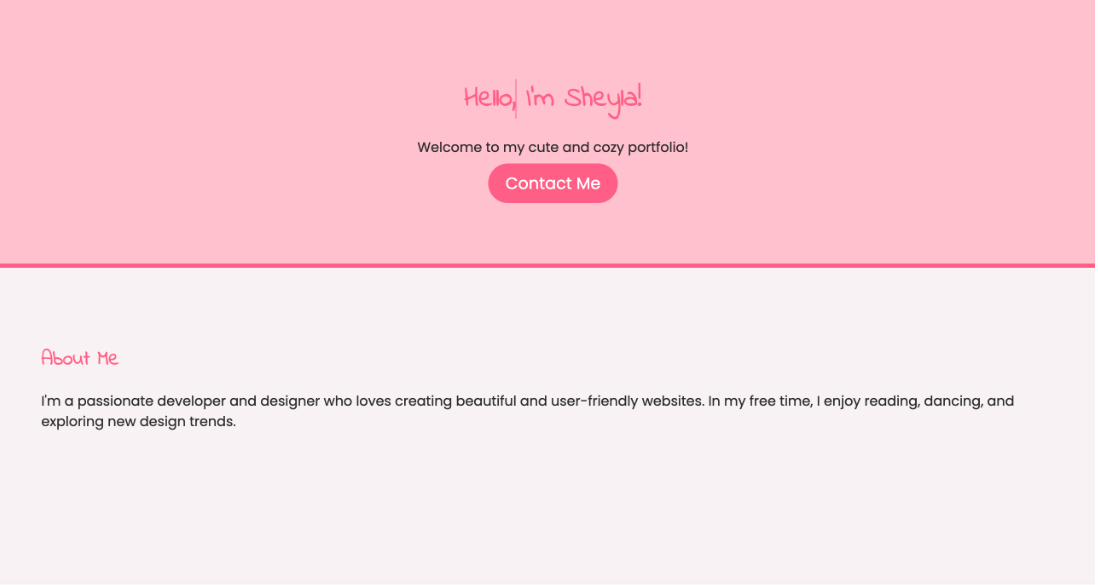 Hello, I'm Sheyla!
Welcome to my cute and cozy portfolio!
Contact Me
About Me
I'm a passionate developer and designer who loves creating beautiful and user-friendly websites. In my free time, I enjoy reading, dancing, and
exploring new design trends.